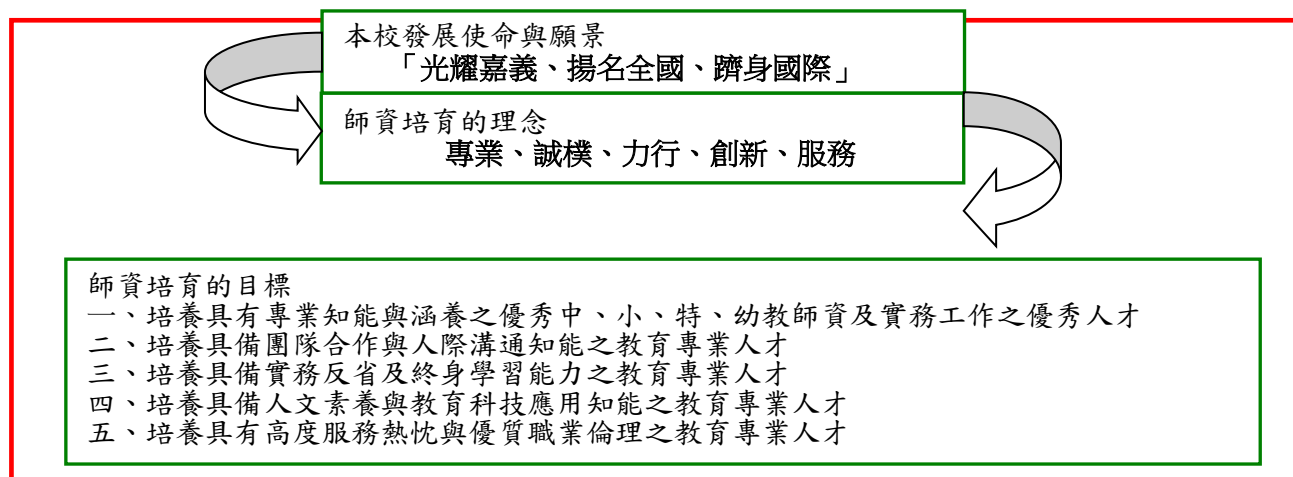 本校發展使命與願景
「光耀嘉義、揚名全國、躋身國際」
師資培育的理念
專業、誠樸、力行、創新、服務
師資培育的目標
一、培養具有專業知能與涵養之優秀中、小、特、幼教師資及實務工作之優秀人才
二、培養具備團隊合作與人際溝通知能之教育專業人才
三、培養具備實務反省及終身學習能力之教育專業人才
四、培養具備人文素養與教育科技應用知能之教育專業人才
五、培養具有高度服務熱忱與優質職業倫理之教育專業人才